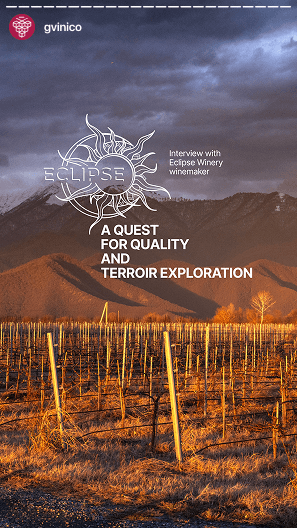 gvinico
Interview with
Eclipse Winery
winemaker
ECLIPSE
A QUEST
FOR QUALITY
AND
TERROIR EXPLORATION